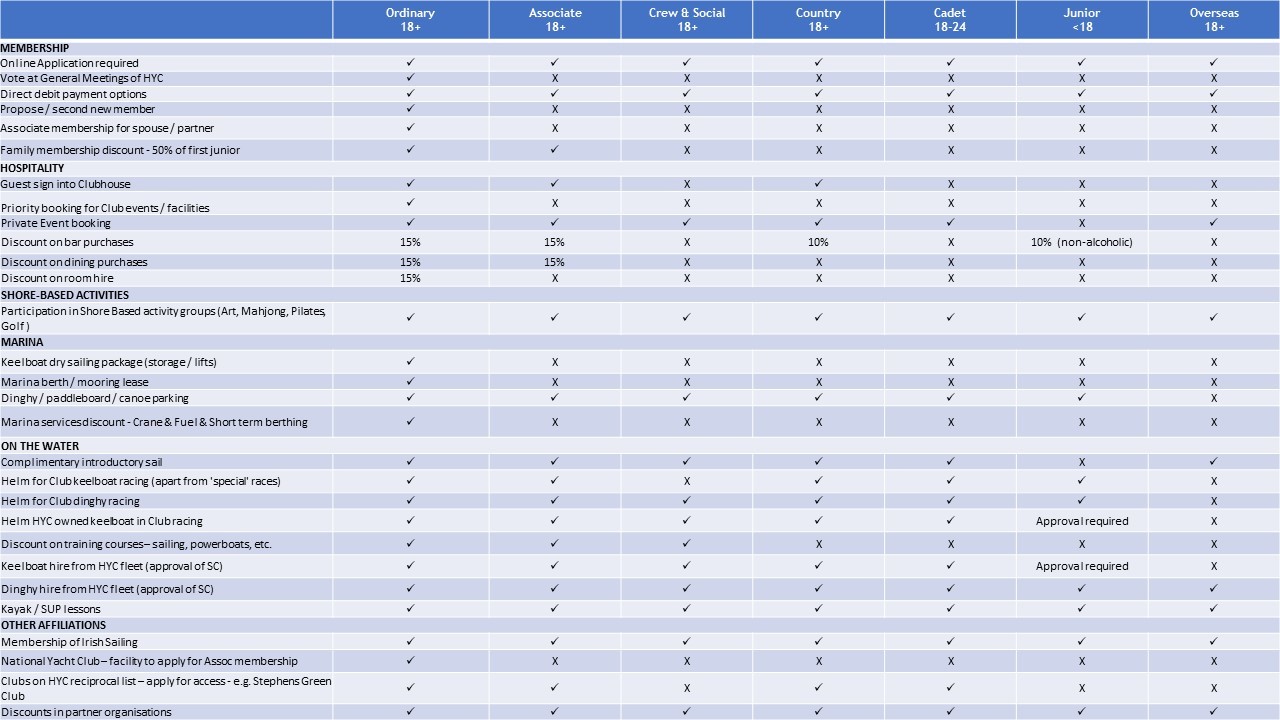 Ordinary Associate Crew & Social Country Cadet Junior Overseas
18+ 18+ 18+ 18+ 18-24 <18 18+
MEMBERSHIP
Online Application required ✓ ✓ ✓ ✓ ✓ ✓ ✓
Vote at General Meetings of HYC ✓ X X X X X X
Direct debit payment options ✓ ✓ ✓ ✓ ✓ ✓ ✓
Propose / second new member ✓ X X X X X X
Associate membership for spouse / partner ✓ X X X X X X
Family membership discount - 50% of first junior ✓ ✓ X X X X X
HOSPITALITY
Guest sign into Clubhouse ✓ ✓ X ✓ X X X
Priority booking for Club events / facilities ✓ X X X X X X
Private Event booking ✓ ✓ ✓ ✓ ✓ X ✓
Discount on bar purchases 15% 15% X 10% X 10% (non-alcoholic) X
Discount on dining purchases 15% 15% X X X X X
Discount on room hire 15% X X X X X X
SHORE-BASED ACTIVITIES
Participation in Shore Based activity groups (Art, Mahjong, Pilates,
Golf ) ✓ ✓ ✓ ✓ ✓ ✓ ✓
MARINA
Keelboat dry sailing package (storage / lifts) ✓ X X X X X X
Marina berth / mooring lease ✓ X X X X X X
Dinghy / paddleboard / canoe parking ✓ ✓ ✓ ✓ ✓ ✓ X
Marina services discount - Crane & Fuel & Short term berthing ✓ X X X X X X
ON THE WATER
Complimentary introductory sail ✓ ✓ ✓ ✓ ✓ X ✓
Helm for Club keelboat racing (apart from 'special' races) ✓ ✓ X ✓ ✓ ✓ X
Helm for Club dinghy racing ✓ ✓ ✓ ✓ ✓ ✓ X
Helm HYC owned keelboat in Club racing ✓ ✓ ✓ ✓ ✓ Approval required X
Discount on training courses– sailing, powerboats, etc. ✓ ✓ ✓ X X X X
Keelboat hire from HYC fleet (approval of SC) ✓ ✓ ✓ ✓ ✓ Approval required X
Dinghy hire from HYC fleet (approval of SC) ✓ ✓ ✓ ✓ ✓ ✓ ✓
Kayak / SUP lessons ✓ ✓ ✓ ✓ ✓ ✓ ✓
OTHER AFFILIATIONS
Membership of Irish Sailing ✓ ✓ ✓ ✓ ✓ ✓ ✓
National Yacht Club – facility to apply for Assoc membership ✓ X X X X X X
Clubs on HYC reciprocal list – apply for access - e.g. Stephens Green
Club ✓ ✓ X ✓ ✓ X X
Discounts in partner organisations ✓ ✓ ✓ ✓ ✓ ✓ ✓